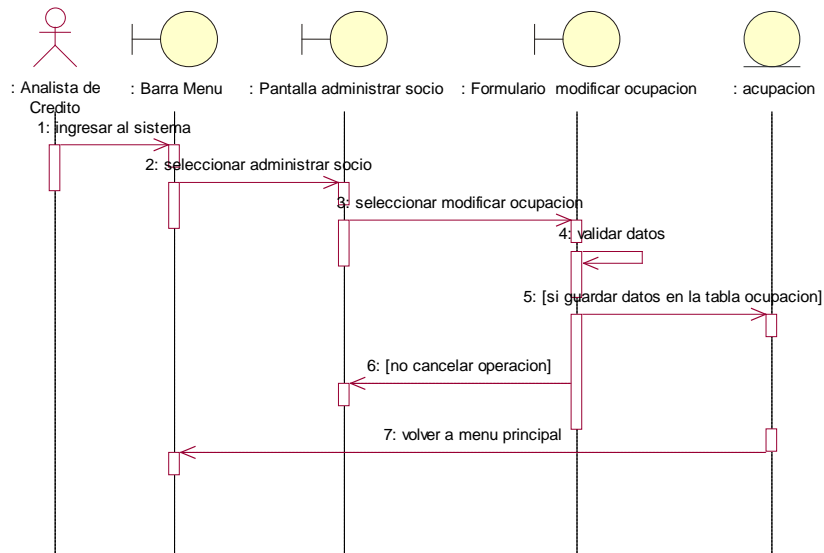 : Analista de
Credito
: Barra Menu
: Pantalla administrar socio
: Formulario modificar ocupacion
: acupacion
1: ingresar al sistema
2: seleccionar administrar socio
3: seleccionar modificar ocupacion
4: validar datos
5: [si guardar datos en la tabla ocupacion]
6: [no cancelar operacion]
7: volver a menu principal